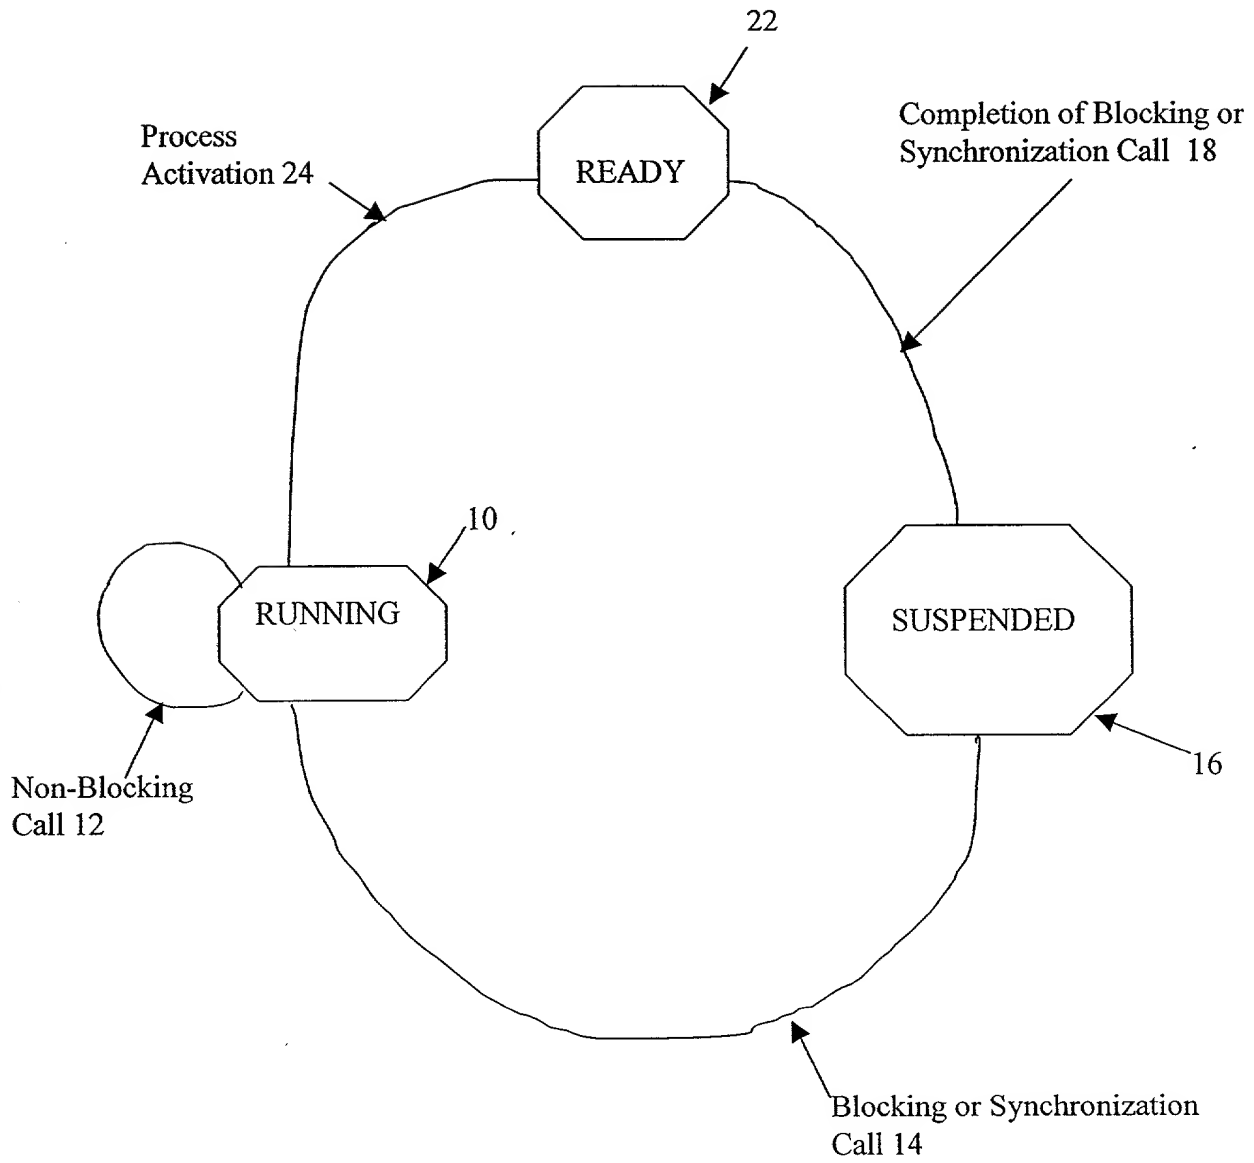 22
Completion of Blocking or
Synchronization Call 18
Process
Activation 24
READY
10
RUNNING
SUSPENDED
16
Non-Blocking
Call 12
Blocking or Synchronization
Call 14